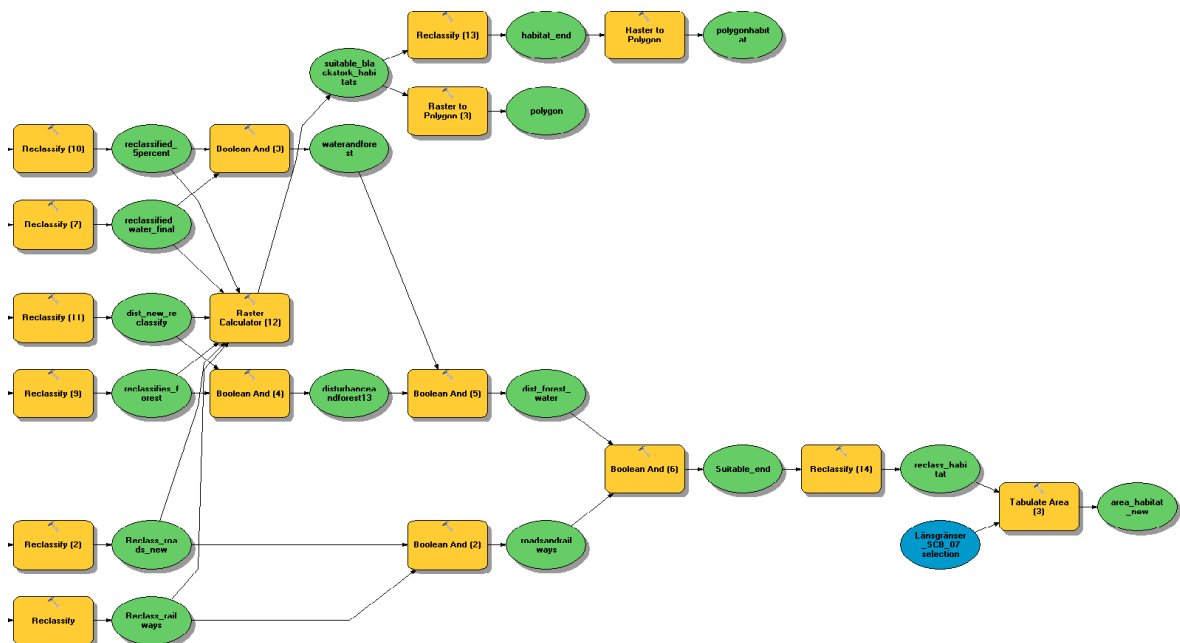 Reclassify (13)
habitat_end
Raster to
Polygon
polygonhabit
at
suitable_bla
ckstork_habi
tats
Raster to
Polygon (3)
polygon
Reclassify (10)
reclassified_
5percent
Boolean And (3)
waterandfore
st
Reclassify (7)
reclassified_
water_final
Reclassify (11)
dist_new_re
classify
Raster
Calculator (12)
Reclassify (9)
reclassifies_f
orest
Boolean And (4)
disturbancea
ndforest13
Boolean And (5)
dist_forest_
water
Boolean And (6)
Suitable_end
Reclassify (14)
reclass_habi
tat
Tabulate Area
(3)
area_habitat
_new
Länsgränser
_SCB_07
selection
Reclassify (2)
Reclass_roa
ds_new
Boolean And (2)
roadsandrail
ways
Reclassify
Reclass_rail
ways